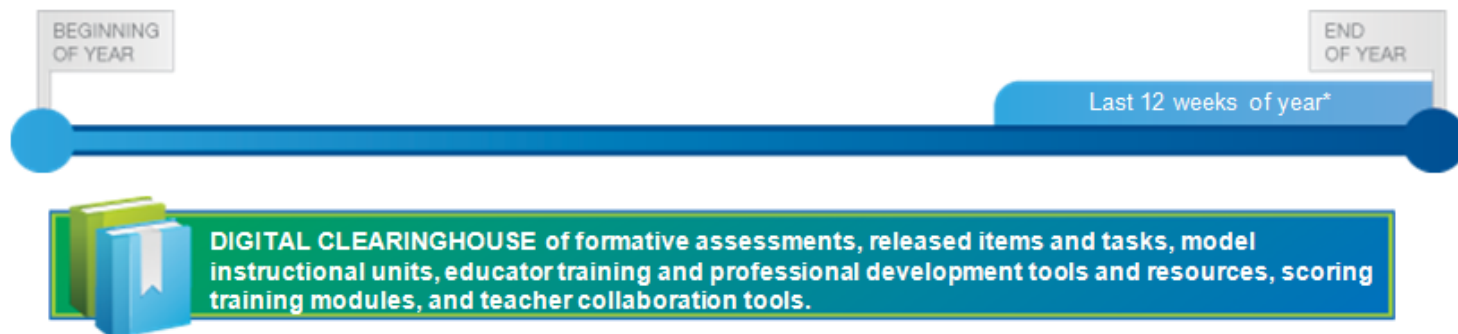 BEGINNING
OF YEAR
END
OF YEAR
Last 12 weeks of year*
DIGITAL CLEARINGHOUSE of formative assessments, released items and tasks, model
instructional units, educator training and professional development tools and resources, scoring
training modules, and teacher collaboration tools.